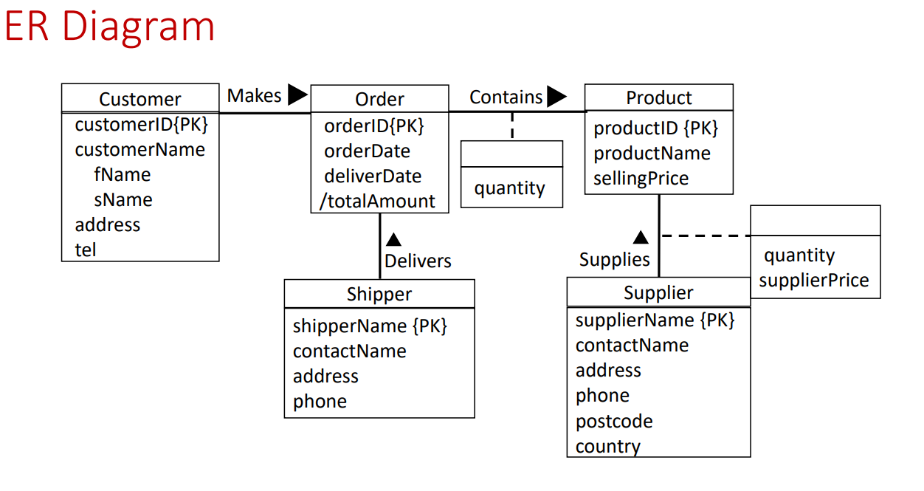 ER Diagram
Customer
customerID{PK}
customerName
fName
sName
address
tel
Makes
Order
orderID{PK}
orderDate
deliverDate
/totalAmount
Contains
quantity
Product
productID {PK}
productName
sellingPrice
Delivers
Shipper
shipperName {PK}
contactName
address
phone
Supplies
quantity
supplierPrice
Supplier
supplierName {PK}
contactName
address
phone
postcode
country